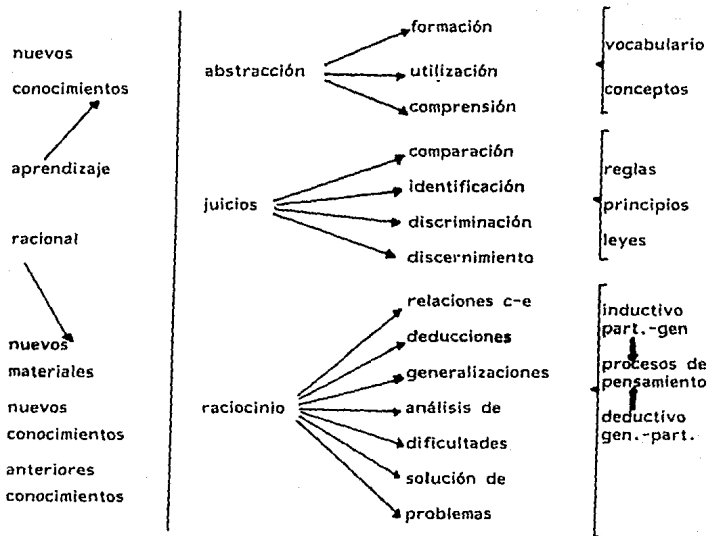 nuevos
conocimientos
aprendizaje
racional
nuevos
materiales
nuevos
conocimientos
anteriores
conocimientos
abstracción
formación
utilización
comprensión
vocabulario
conceptos
juicios
comparación
identificación
discriminación
discernimiento
reglas
principios
leyes
raciocinio
relaciones c-e
deducciones
generalizaciones
análisis de
dificultades
solución de
problemas
inductivo
part.-gen
procesos de
pensamiento
deductivo
gen.-part.